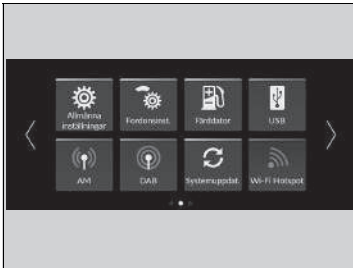 Allmänna
inställningar
Fordonsinst.
Färddator
USB
AM
DAB
Systemuppdat.
Wi-Fi Hotspot